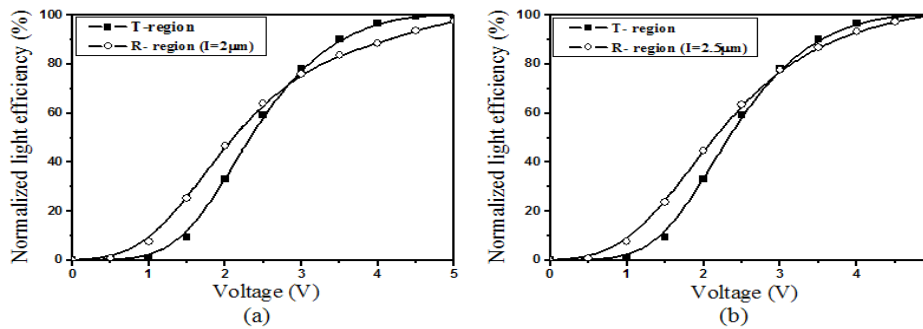 Normalized light efficiency (%)
100
80
60
40
20
0
T-region
R- region (I=2μm)
0 1 2 3 4 5
Voltage (V)
(a)
Normalized light efficiency (%)
100
80
60
40
20
0
T- region
R- region (I=2.5μm)
0 1 2 3 4
Voltage (V)
(b)